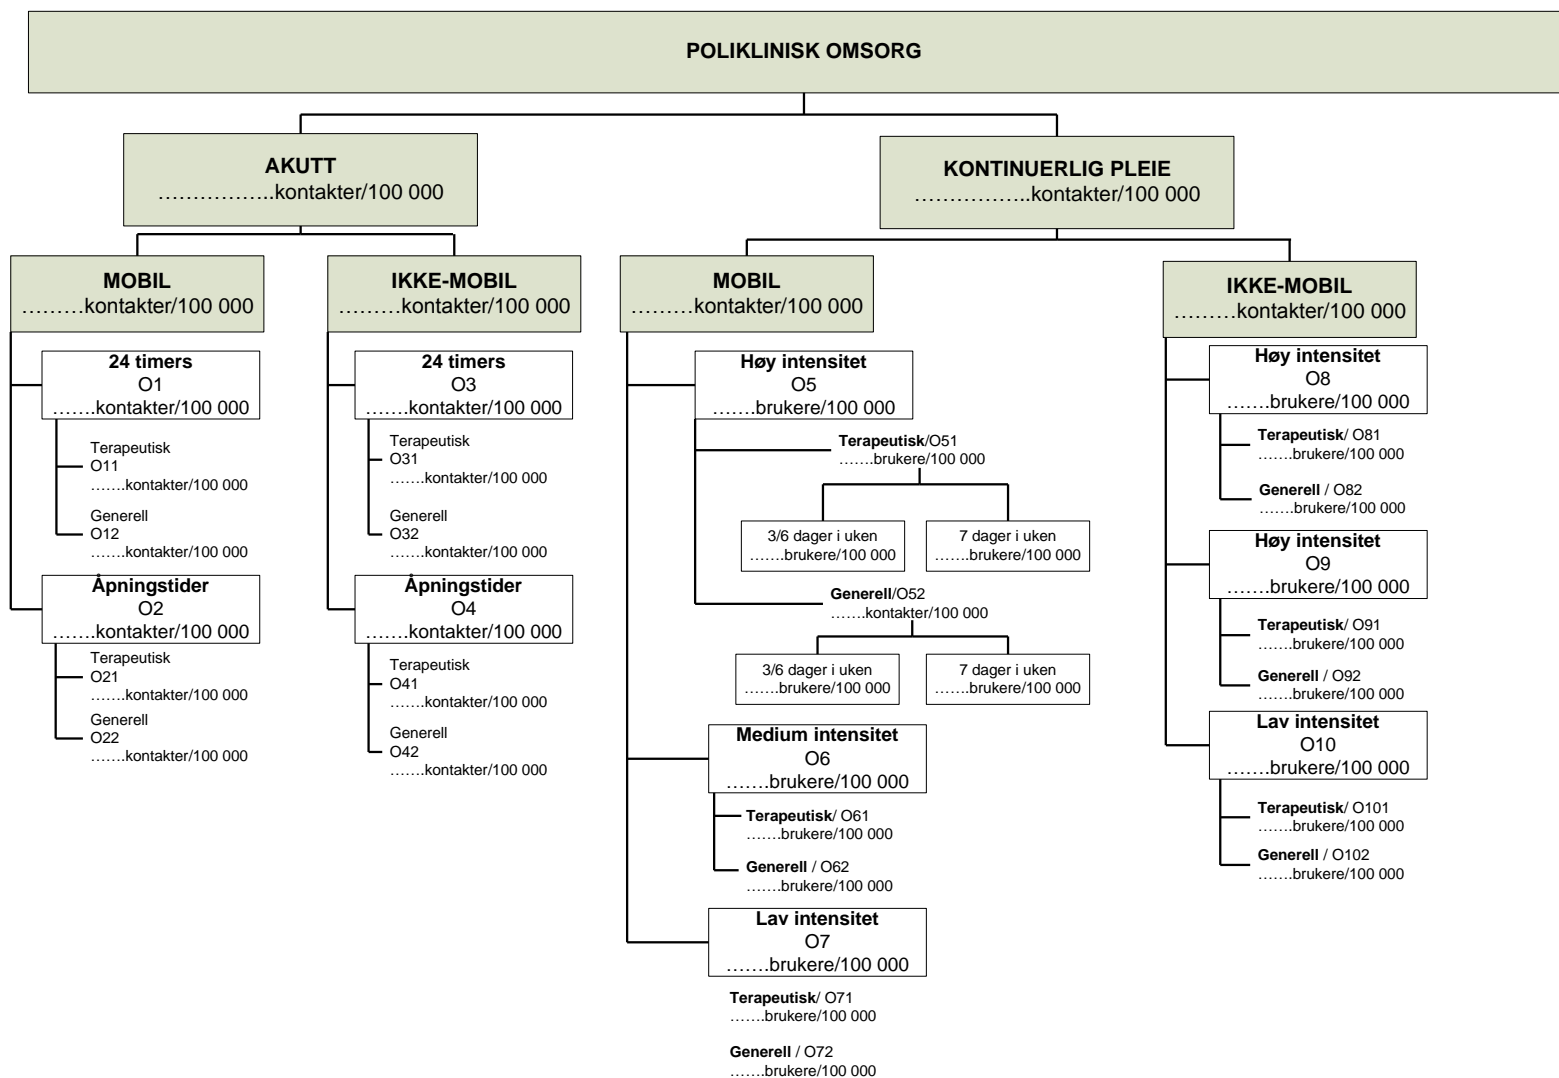 POLIKLINISK OMSORG
AKUTT
……………..kontakter/100 000
MOBIL
………kontakter/100 000
24 timers
O1
…….kontakter/100 000
Terapeutisk
O11
…….kontakter/100 000
Generell
O12
…….kontakter/100 000
Åpningstider
O2
…….kontakter/100 000
Terapeutisk
O21
…….kontakter/100 000
Generell
O22
…….kontakter/100 000
IKKE-MOBIL
………kontakter/100 000
24 timers
O3
…….kontakter/100 000
Terapeutisk
O31
…….kontakter/100 000
Generell
O32
…….kontakter/100 000
Åpningstider
O4
…….kontakter/100 000
Terapeutisk
O41
…….kontakter/100 000
Generell
O42
…….kontakter/100 000
KONTINUERLIG PLEIE
……………..kontakter/100 000
MOBIL
………kontakter/100 000
Høy intensitet
O5
…….brukere/100 000
Terapeutisk/O51
…….brukere/100 000
3/6 dager i uken
…….brukere/100 000
7 dager i uken
…….brukere/100 000
Generell/O52
…….kontakter/100 000
3/6 dager i uken
…….brukere/100 000
7 dager i uken
…….brukere/100 000
Medium intensitet
O6
…….brukere/100 000
Terapeutisk/ O61
…….brukere/100 000
Generell / O62
…….brukere/100 000
Lav intensitet
O7
…….brukere/100 000
Terapeutisk/ O71
…….brukere/100 000
Generell / O72
…….brukere/100 000
IKKE-MOBIL
………kontakter/100 000
Høy intensitet
O8
…….brukere/100 000
Terapeutisk/ O81
…….brukere/100 000
Generell / O82
…….brukere/100 000
Høy intensitet
O9
…….brukere/100 000
Terapeutisk/ O91
…….brukere/100 000
Generell / O92
…….brukere/100 000
Lav intensitet
O10
…….brukere/100 000
Terapeutisk/ O101
…….brukere/100 000
Generell / O102
…….brukere/100 000